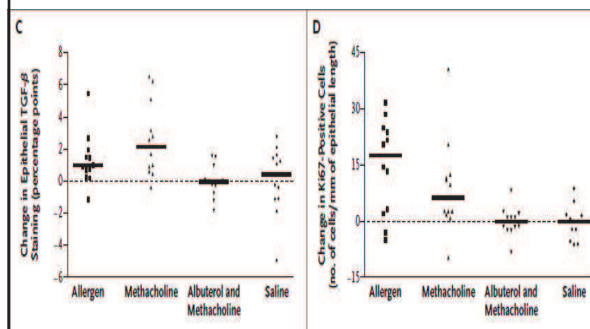 C
Change in Epithelial TGF-β
Staining (percentage points)
8
6
4
2
0
−2
−4
−6
Allergen
Methacholine
Albuterol and
Methacholine
Saline
D
Change in Ki67-Positive Cells
(no. of cells/mm of epithelial length)
45
30
15
0
−15
Allergen
Methacholine
Albuterol and
Methacholine
Saline